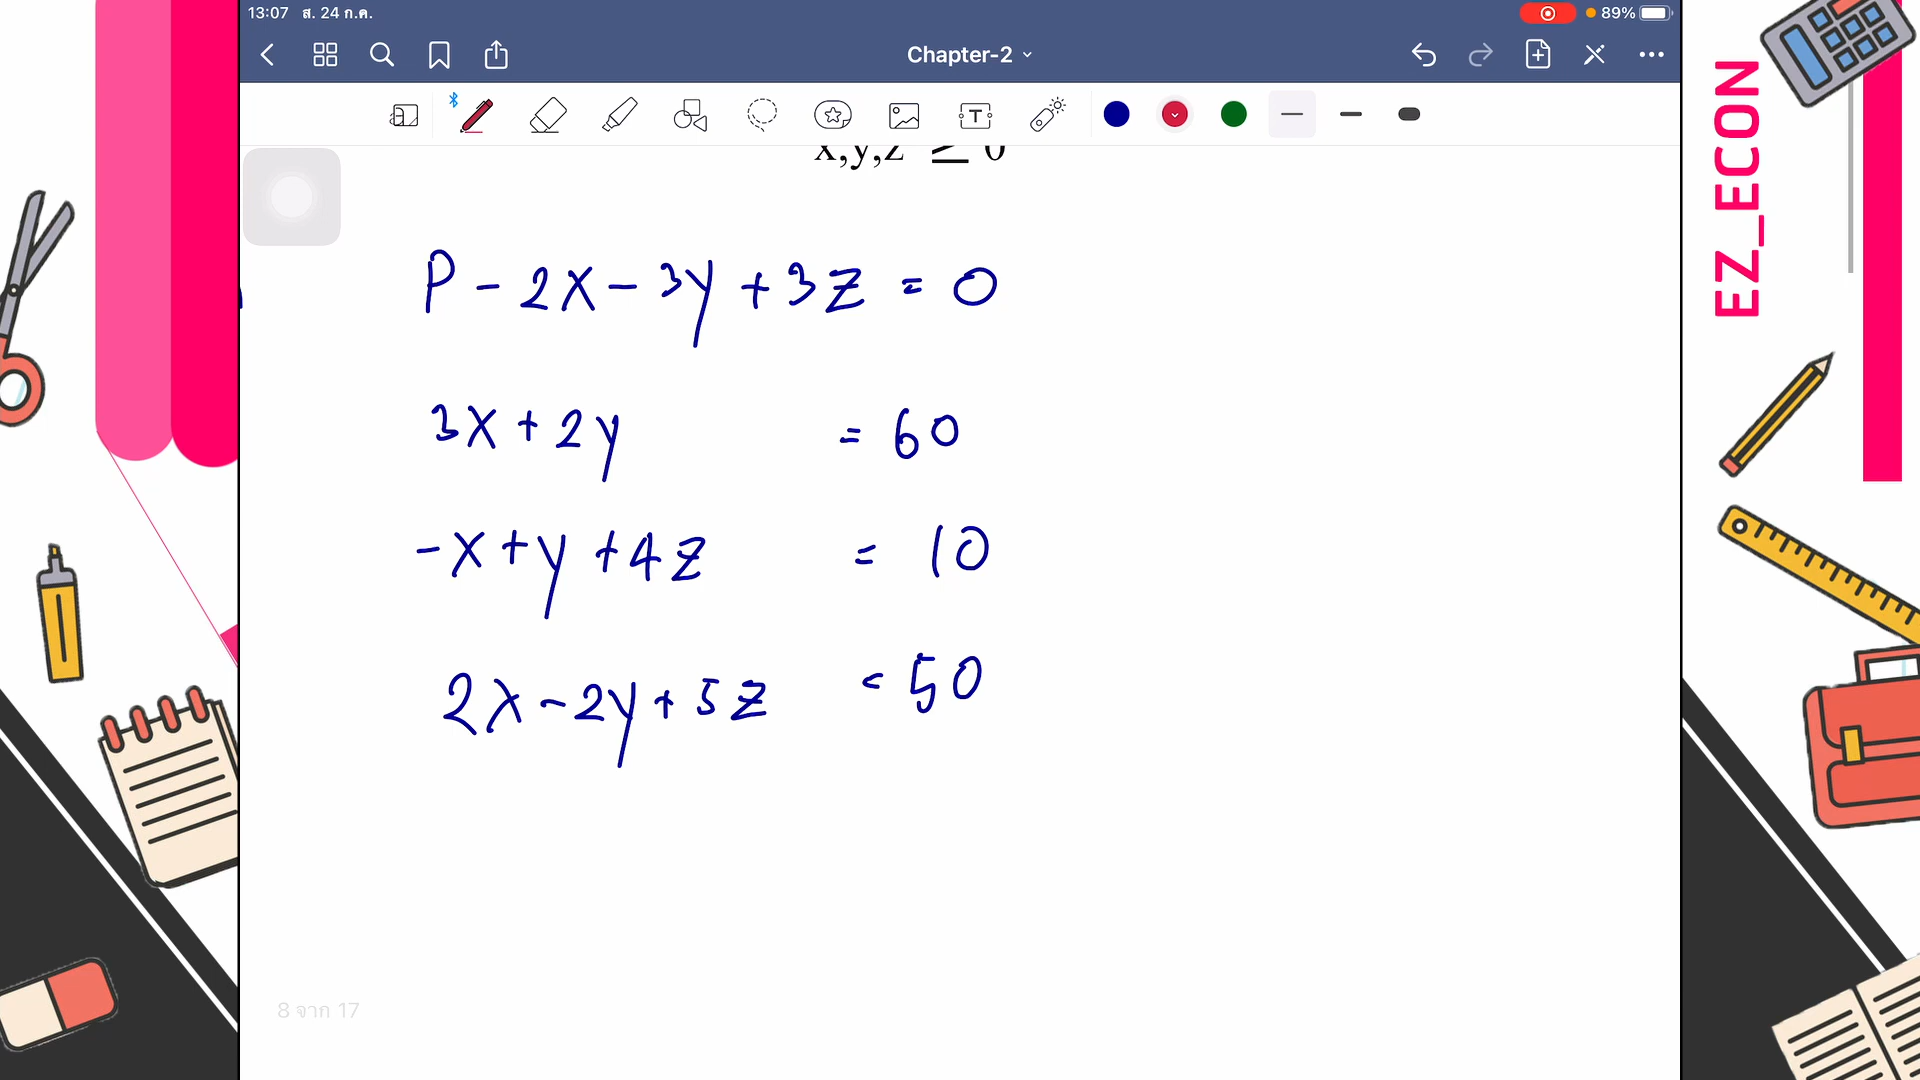 13:07 ส. 24 ก.ค.
89%
Chapter-2
x,y,z ≥ 0
P - 2x - 3y + 3z = 0
3x + 2y = 60
-x + y + 4z = 10
2x - 2y + 5z = 50
8 จาก 17
EZ_ECON